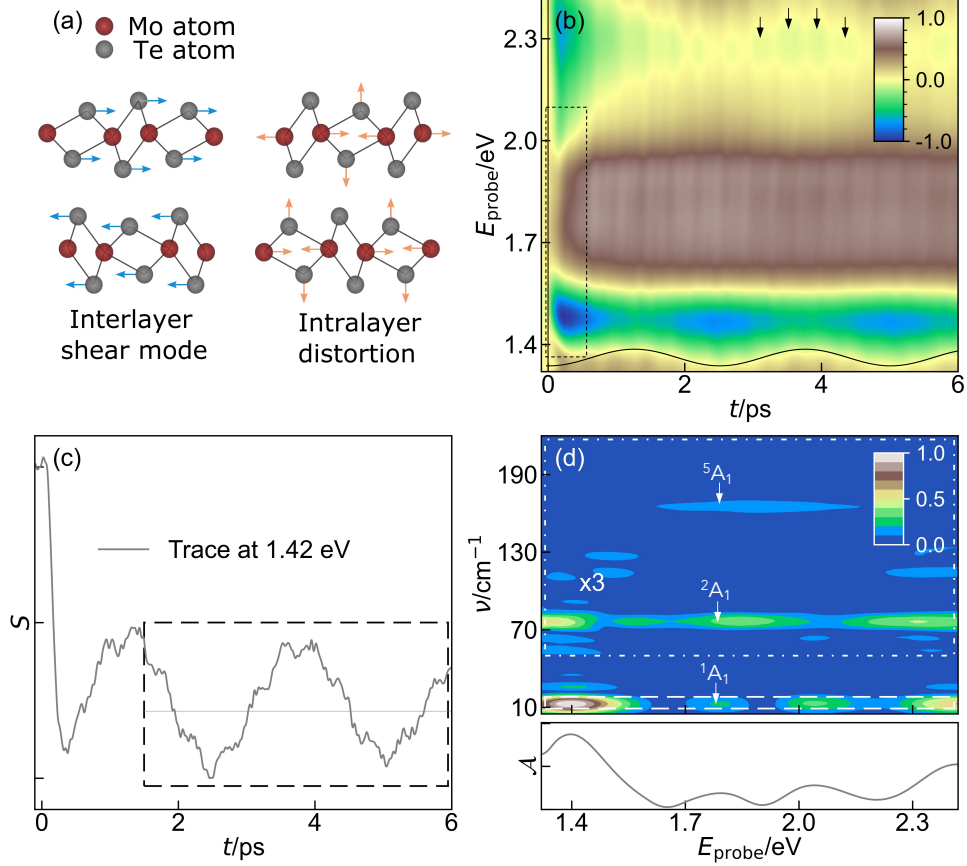 (a)
Mo atom
Te atom
Interlayer
shear mode
Intralayer
distortion
(b)
1.0
0.0
-1.0
2.3
2.0
1.7
1.4
E_probe/eV
0 2 4 6
t/ps
(c)
Trace at 1.42 eV
S
0 2 4 6
t/ps
(d)
1.0
0.5
0.0
⁵A₁
x3
²A₁
¹A₁
190
130
70
10
ν/cm⁻¹
𝒜
1.4 1.7 2.0 2.3
E_probe/eV